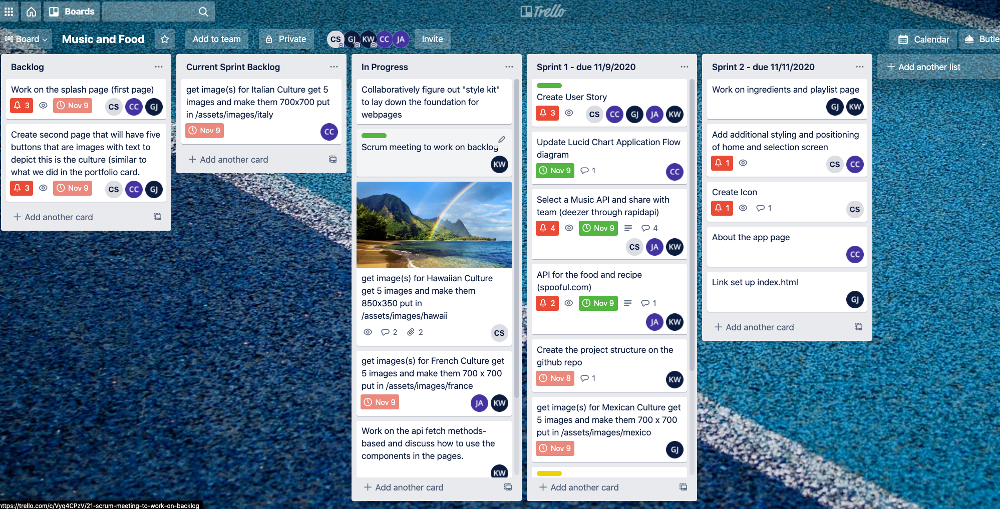 Boards
Trello
Board
Music and Food
Add to team
Private
CS GJ KW CC JA
Invite
Calendar
Butle
Backlog
Work on the splash page (first page)
3 Nov 9 CS CC GJ
Create second page that will have five
buttons that are images with text to
depict this is the culture (similar to
what we did in the portfolio card.
3 Nov 9 CS CC GJ
+ Add another card
Current Sprint Backlog
get image(s) for Italian Culture get 5
images and make them 700x700 put
in /assets/images/italy
Nov 9 CC
+ Add another card
In Progress
Collaboratively figure out "style kit"
to lay down the foundation for
webpages
Scrum meeting to work on backlog
KW
get image(s) for Hawaiian Culture
get 5 images and make them
850x350 put in
/assets/images/hawaii
2 2 CS
get images(s) for French Culture get
5 images and make them 700 x 700
put in /assets/images/france
Nov 9 JA KW
Work on the api fetch methods-
based and discuss how to use the
components in the pages.
KW
+ Add another card
Sprint 1 - due 11/9/2020
Create User Story
3 CS CC GJ JA KW
Update Lucid Chart Application Flow
diagram
Nov 9 1 CC
Select a Music API and share with
team (deezer through rapidapi)
4 Nov 9 4
CS JA KW
API for the food and recipe
(spooful.com)
2 Nov 9 1
JA KW
Create the project structure on the
github repo
Nov 8 1 KW
get image(s) for Mexican Culture get
5 images and make them 700 x 700
put in /assets/images/mexico
Nov 9 GJ
+ Add another card
Sprint 2 - due 11/11/2020
Work on ingredients and playlist page
GJ KW
Add additional styling and positioning
of home and selection screen
1 CS CC
Create Icon
1 1 CS
About the app page
CC
Link set up index.html
GJ
+ Add another card
+ Add another list
https://trello.com/c/Vyq4CPzV/21-scrum-meeting-to-work-on-backlog